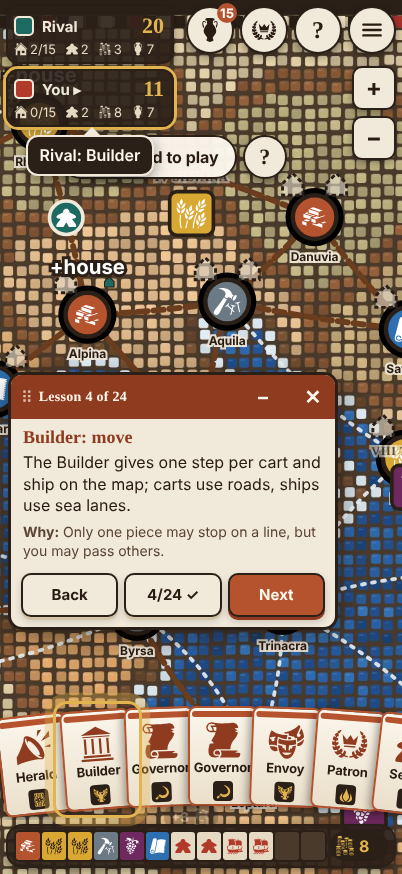 Rival 20
2/15 2 3 7
15
?
You ▸ 11
0/15 2 8 7
+
−
Rival: Builder
d to play
?
Danuvia
+house
Alpina
Aquila
Lesson 4 of 24
− ✕
Builder: move
The Builder gives one step per cart and
ship on the map; carts use roads, ships
use sea lanes.
Why: Only one piece may stop on a line, but
you may pass others.
Back
4/24 ✓
Next
VIII
Byrsa
Trinacra
Herald
Builder
Governor
Governor
Envoy
Patron
Se
8